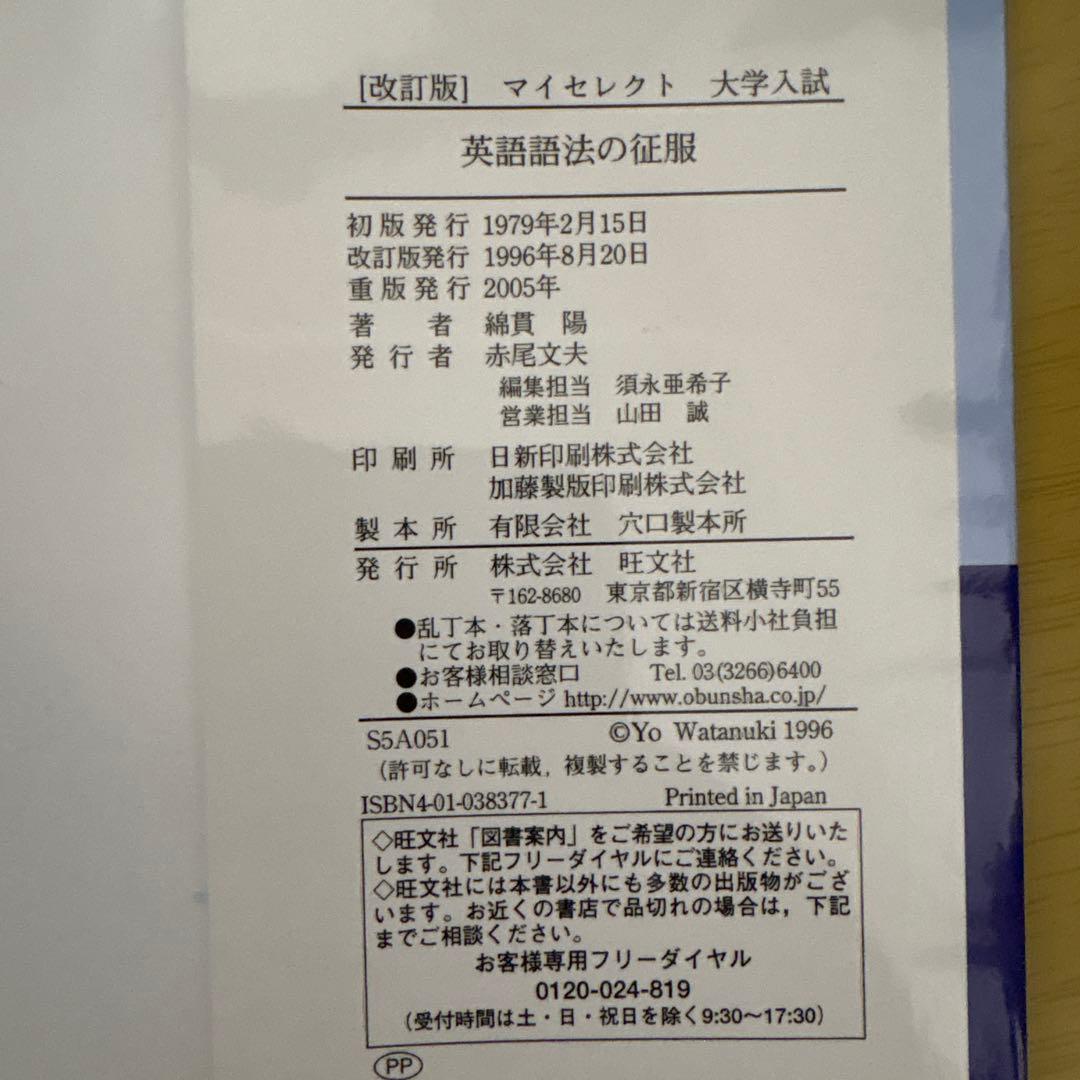 [改訂版] マイセレクト 大学入試
英語語法の征服
初版発行 1979年2月15日
改訂版発行 1996年8月20日
重版発行 2005年
著者 綿貫 陽
発行者 赤尾文夫
編集担当 須永亜希子
営業担当 山田 誠
印刷所 日新印刷株式会社
加藤製版印刷株式会社
製本所 有限会社 穴口製本所
発行所 株式会社 旺文社
〒162-8680 東京都新宿区横寺町55
●乱丁本・落丁本については送料小社負担
にてお取り替えいたします。
●お客様相談窓口 Tel. 03(3266)6400
●ホームページ http://www.obunsha.co.jp/
S5A051 ©Yo Watanuki 1996
（許可なしに転載，複製することを禁じます。）
ISBN4-01-038377-1 Printed in Japan
◇旺文社「図書案内」をご希望の方にお送りいた
します。下記フリーダイヤルにご連絡ください。
◇旺文社には本書以外にも多数の出版物がござ
います。お近くの書店で品切れの場合は，下記
までご相談ください。
お客様専用フリーダイヤル
0120-024-819
（受付時間は土・日・祝日を除く9:30～17:30）
PP